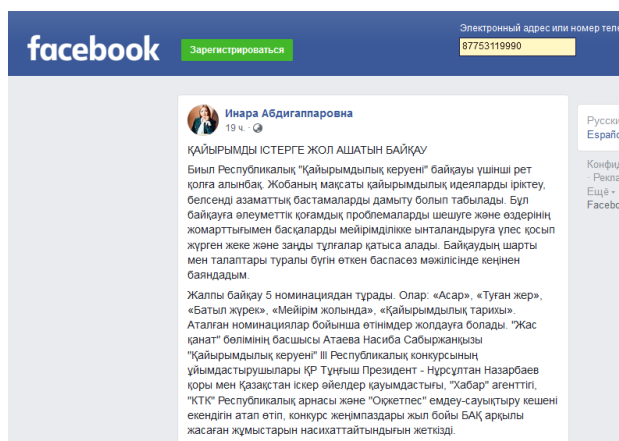 facebook
Зарегистрироваться
Электронный адрес или номер теле
87753119990
Инара Абдигаппаровна
19 ч. ·
ҚАЙЫРЫМДЫ ІСТЕРГЕ ЖОЛ АШАТЫН БАЙҚАУ
Биыл Республикалық "Қайырымдылық керуені" байқауы үшінші рет
қолға алынбақ. Жобаның мақсаты қайырымдылық идеяларды іріктеу,
белсенді азаматтық бастамаларды дамыту болып табылады. Бұл
байқауға әлеуметтік қоғамдық проблемаларды шешуге және өздерінің
жомарттығымен басқаларды мейірімділікке ынталандыруға үлес қосып
жүрген жеке және заңды тұлғалар қатыса алады. Байқаудың шарты
мен талаптары туралы бүгін өткен баспасөз мәжілісінде кеңінен
баяндадым.
Жалпы байқау 5 номинациядан тұрады. Олар: «Асар», «Туған жер»,
«Батыл жүрек», «Мейірім жолында», «Қайырымдылық тарихы».
Аталған номинациялар бойынша өтінімдер жолдауға болады. "Жас
қанат" бөлімінің басшысы Атаева Насиба Сабыржанқызы
"Қайырымдылық керуені" III Республикалық конкурсының
ұйымдастырушылары ҚР Тұңғыш Президент - Нұрсұлтан Назарбаев
қоры мен Қазақстан іскер әйелдер қауымдастығы, "Хабар" агенттігі,
"КТК" Республикалық арнасы және "Оқжетпес" емдеу-сауықтыру кешені
екендігін атап өтіп, конкурс жеңімпаздары жыл бойы БАҚ арқылы
жасаған жұмыстарын насихаттайтындығын жеткізді.
Русски
Españo
Конфид
· Рекла
Ещё
Facebo